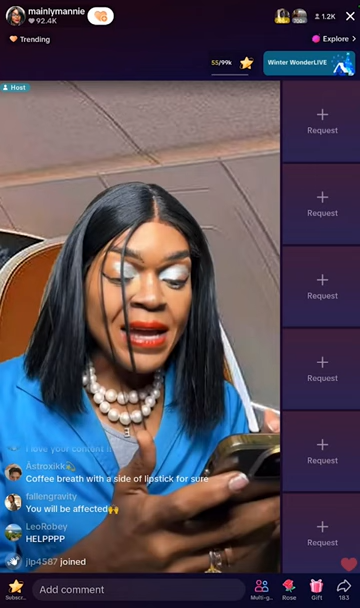 mainlymannie
92.4K
1.2K
Trending
Explore
55/99k
Winter WonderLIVE
Host
Request
Request
Request
Request
Request
Request
I love your content
Astroxikk
Coffee breath with a side of lipstick for sure
fallengravity
You will be affected🙌
LeoRobey
HELPPPP
jlp4587 joined
Subscr...
Add comment
Multi-g...
Rose
Gift
183